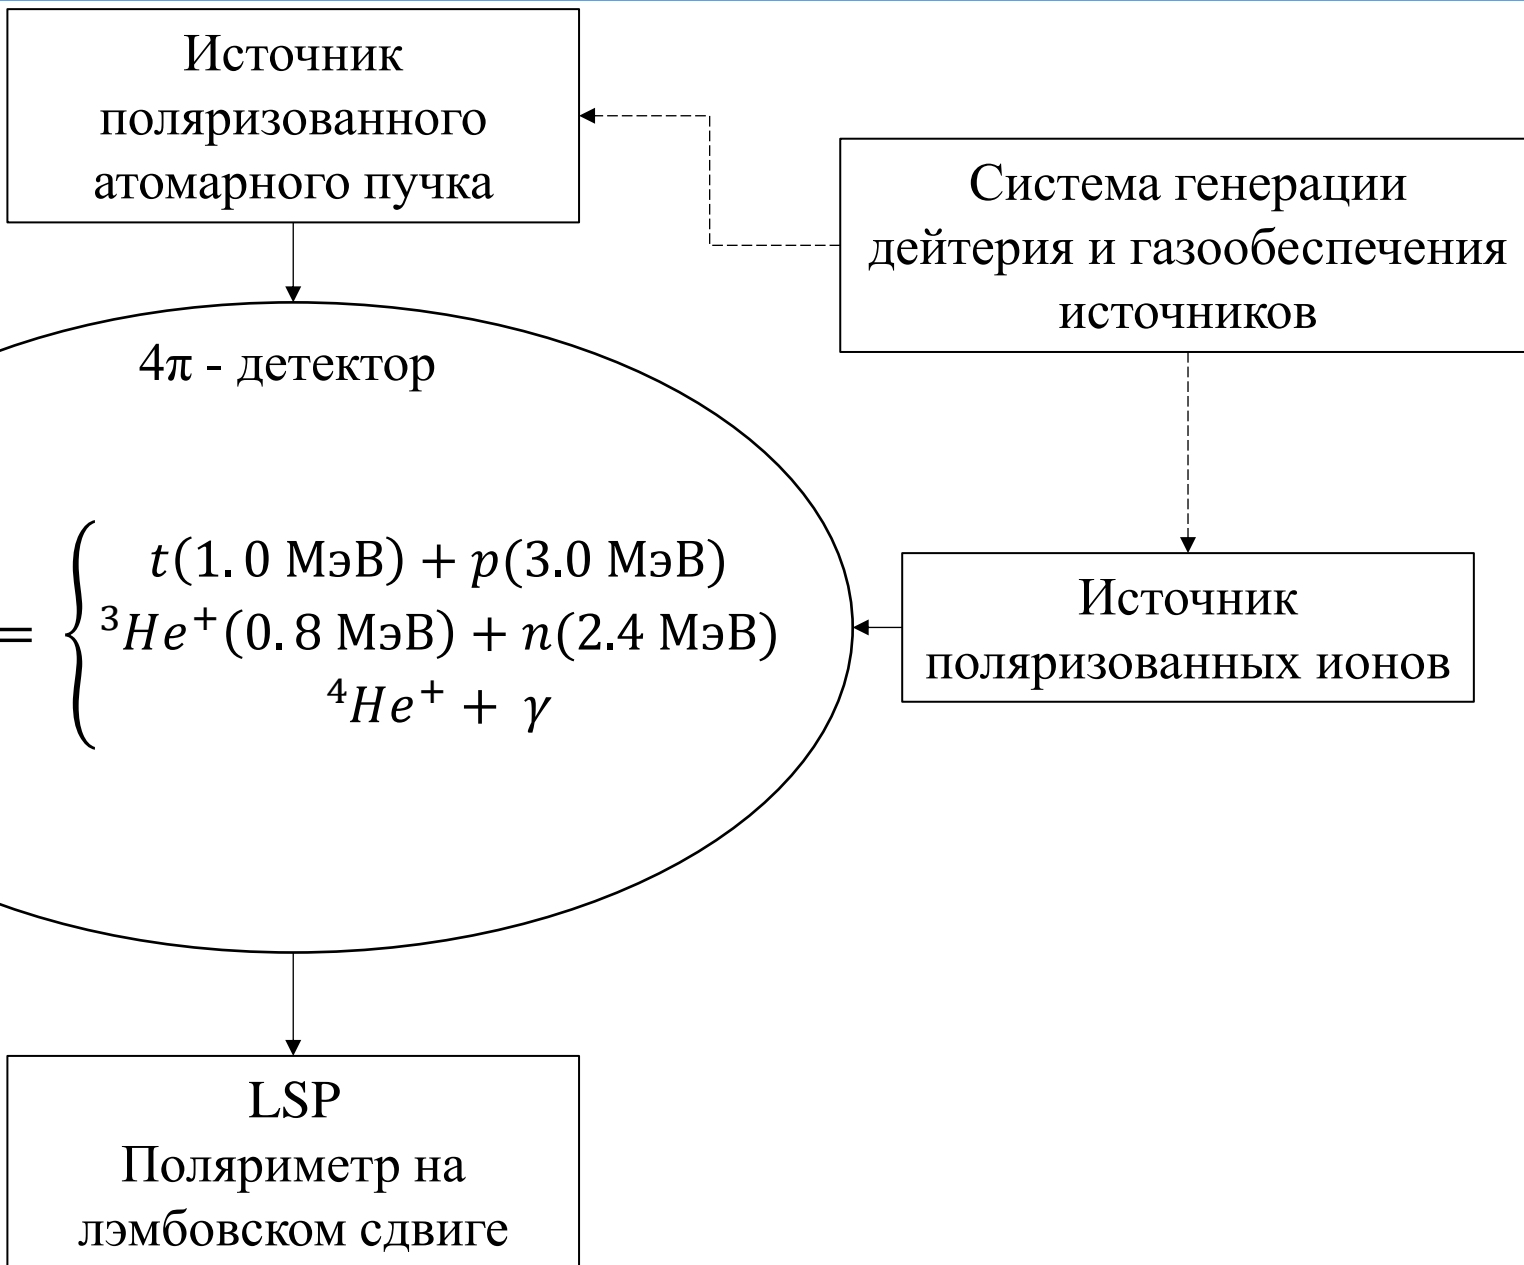 Источник
поляризованного
атомарного пучка
Система генерации
дейтерия и газообеспечения
источников
4π - детектор
= { t(1. 0 МэВ) + p(3.0 МэВ)
³He⁺(0. 8 МэВ) + n(2.4 МэВ)
⁴He⁺ + γ
Источник
поляризованных ионов
LSP
Поляриметр на
лэмбовском сдвиге